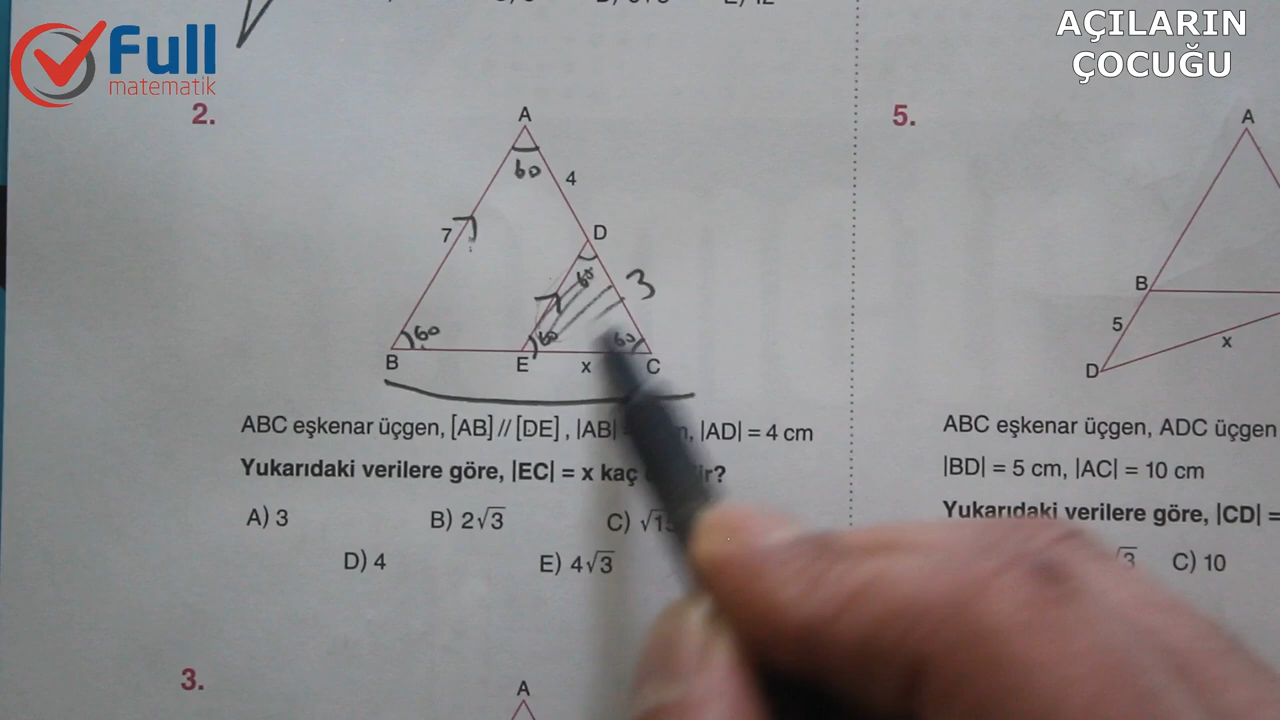 Full
matematik
AÇILARIN
ÇOCUĞU
2.
A
60
4
7
D
60
3
B
60
E
60
x
60
C
ABC eşkenar üçgen, [AB] // [DE] , |AB| , |AD| = 4 cm
Yukarıdaki verilere göre, |EC| = x kaç
A) 3
B) 2√3
C)
D) 4
E) 4√3
3.
A
5.
A
B
5
x
D
ABC eşkenar üçgen, ADC üçgen
|BD| = 5 cm, |AC| = 10 cm
Yukarıdaki verilere göre, |CD| =
C) 10